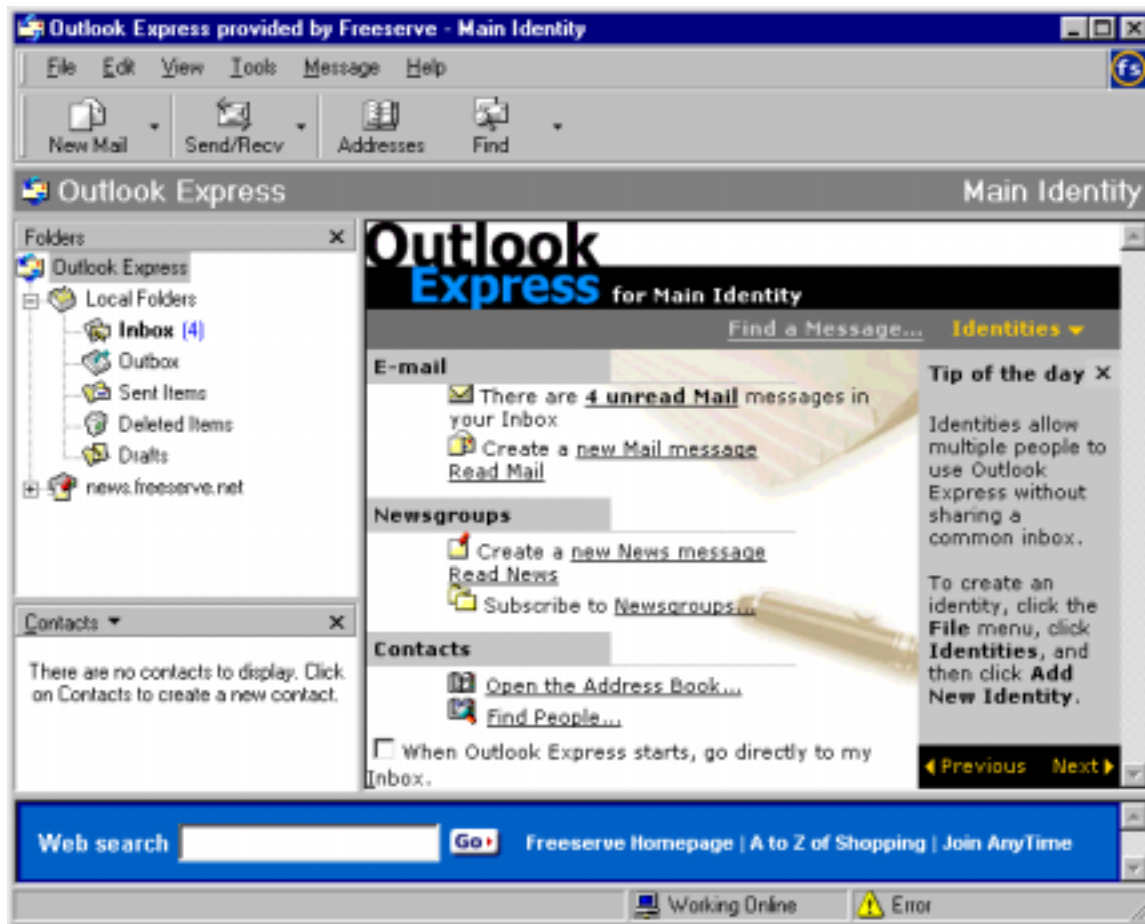 Outlook Express provided by Freeserve - Main Identity
File Edit View Tools Message Help
fs
New Mail Send/Recv Addresses Find
Outlook Express Main Identity
Folders
Outlook Express
Local Folders
Inbox (4)
Outbox
Sent Items
Deleted Items
Drafts
news.freeserve.net
Contacts
There are no contacts to display. Click
on Contacts to create a new contact.
Outlook
Express for Main Identity
Find a Message... Identities
E-mail
There are 4 unread Mail messages in
your Inbox
Create a new Mail message
Read Mail
Newsgroups
Create a new News message
Read News
Subscribe to Newsgroups...
Contacts
Open the Address Book...
Find People...
When Outlook Express starts, go directly to my
Inbox.
Tip of the day
Identities allow
multiple people to
use Outlook
Express without
sharing a
common inbox.
To create an
identity, click the
File menu, click
Identities, and
then click Add
New Identity.
Previous Next
Web search Go Freeserve Homepage | A to Z of Shopping | Join AnyTime
Working Online Error